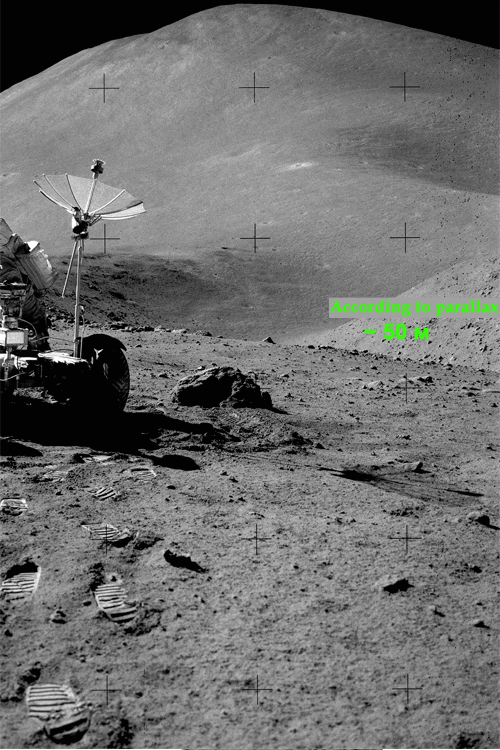 According to parallax
~ 50 м